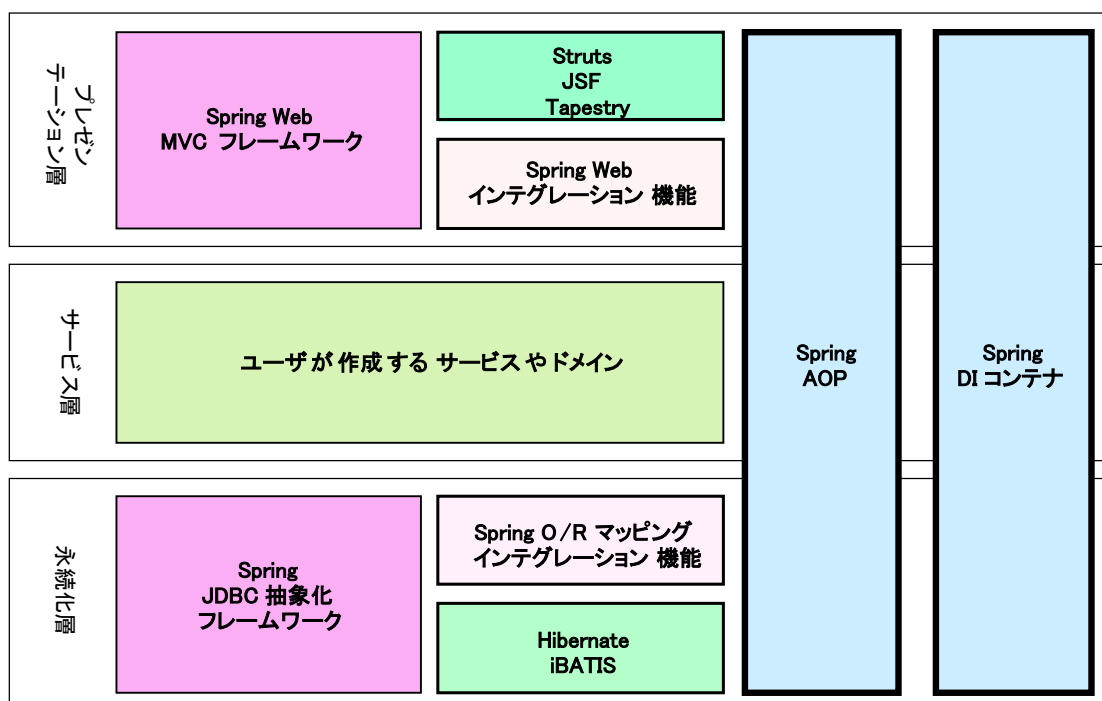 プレゼン
テーション層
Spring Web
MVC フレームワーク
Struts
JSF
Tapestry
Spring Web
インテグレーション 機能
サービス層
ユーザが作成する サービスやドメイン
Spring
AOP
Spring
DI コンテナ
永続化層
Spring
JDBC 抽象化
フレームワーク
Spring O/R マッピング
インテグレーション 機能
Hibernate
iBATIS